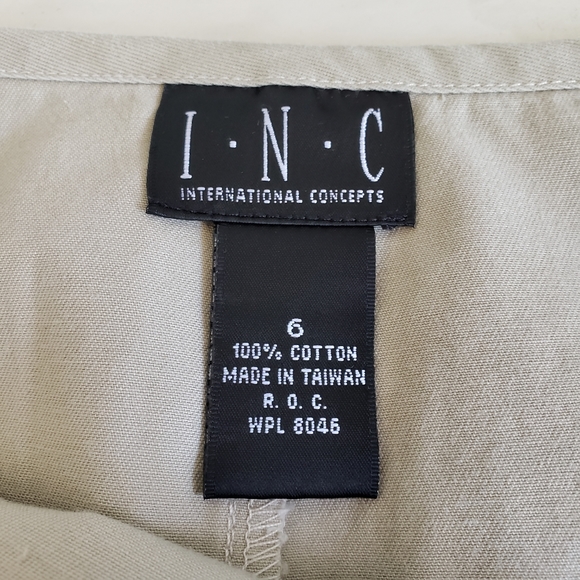 I · N · C
INTERNATIONAL CONCEPTS
6
100% COTTON
MADE IN TAIWAN
R. O. C.
WPL 8046